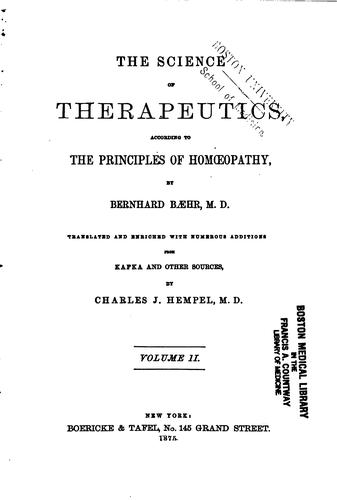 THE SCIENCE
OF
THERAPEUTICS,
ACCORDING TO
THE PRINCIPLES OF HOMŒOPATHY,
BY
BERNHARD BÆHR, M. D.
TRANSLATED AND ENRICHED WITH NUMEROUS ADDITIONS
FROM
KAFKA AND OTHER SOURCES,
BY
CHARLES J. HEMPEL, M. D.
VOLUME II.
NEW YORK:
BOERICKE & TAFEL, No. 145 GRAND STREET.
1875.
BOSTON UNIVERSITY
School of Medicine
BOSTON MEDICAL LIBRARY
IN THE
FRANCIS A. COUNTWAY
LIBRARY OF MEDICINE